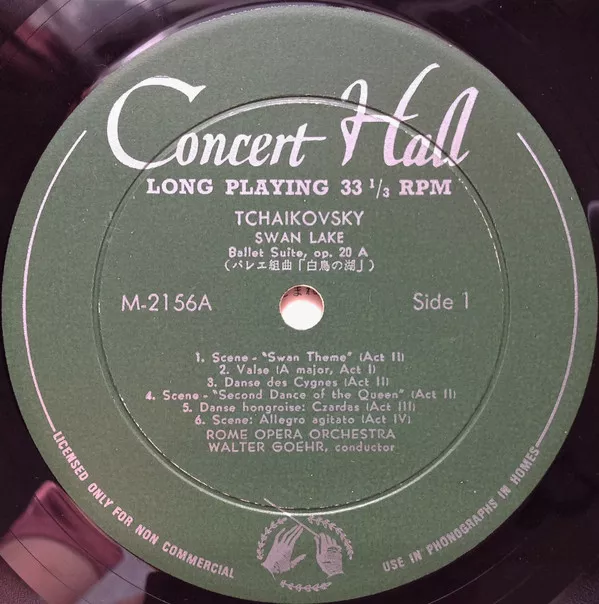 Concert Hall
LONG PLAYING 33 1/3 RPM
TCHAIKOVSKY
SWAN LAKE
Ballet Suite, op. 20 A
(バレエ組曲「白鳥の湖」)
M-2156A
Side 1
1. Scene - "Swan Theme" (Act II)
2. Valse (A major, Act I)
3. Danse des Cygnes (Act II)
4. Scene - "Second Dance of the Queen" (Act II)
5. Danse hongroise: Czardas (Act III)
6. Scene: Allegro agitato (Act IV)
ROME OPERA ORCHESTRA
WALTER GOEHR, conductor
LICENSED ONLY FOR NON COMMERCIAL
USE IN PHONOGRAPHS IN HOMES